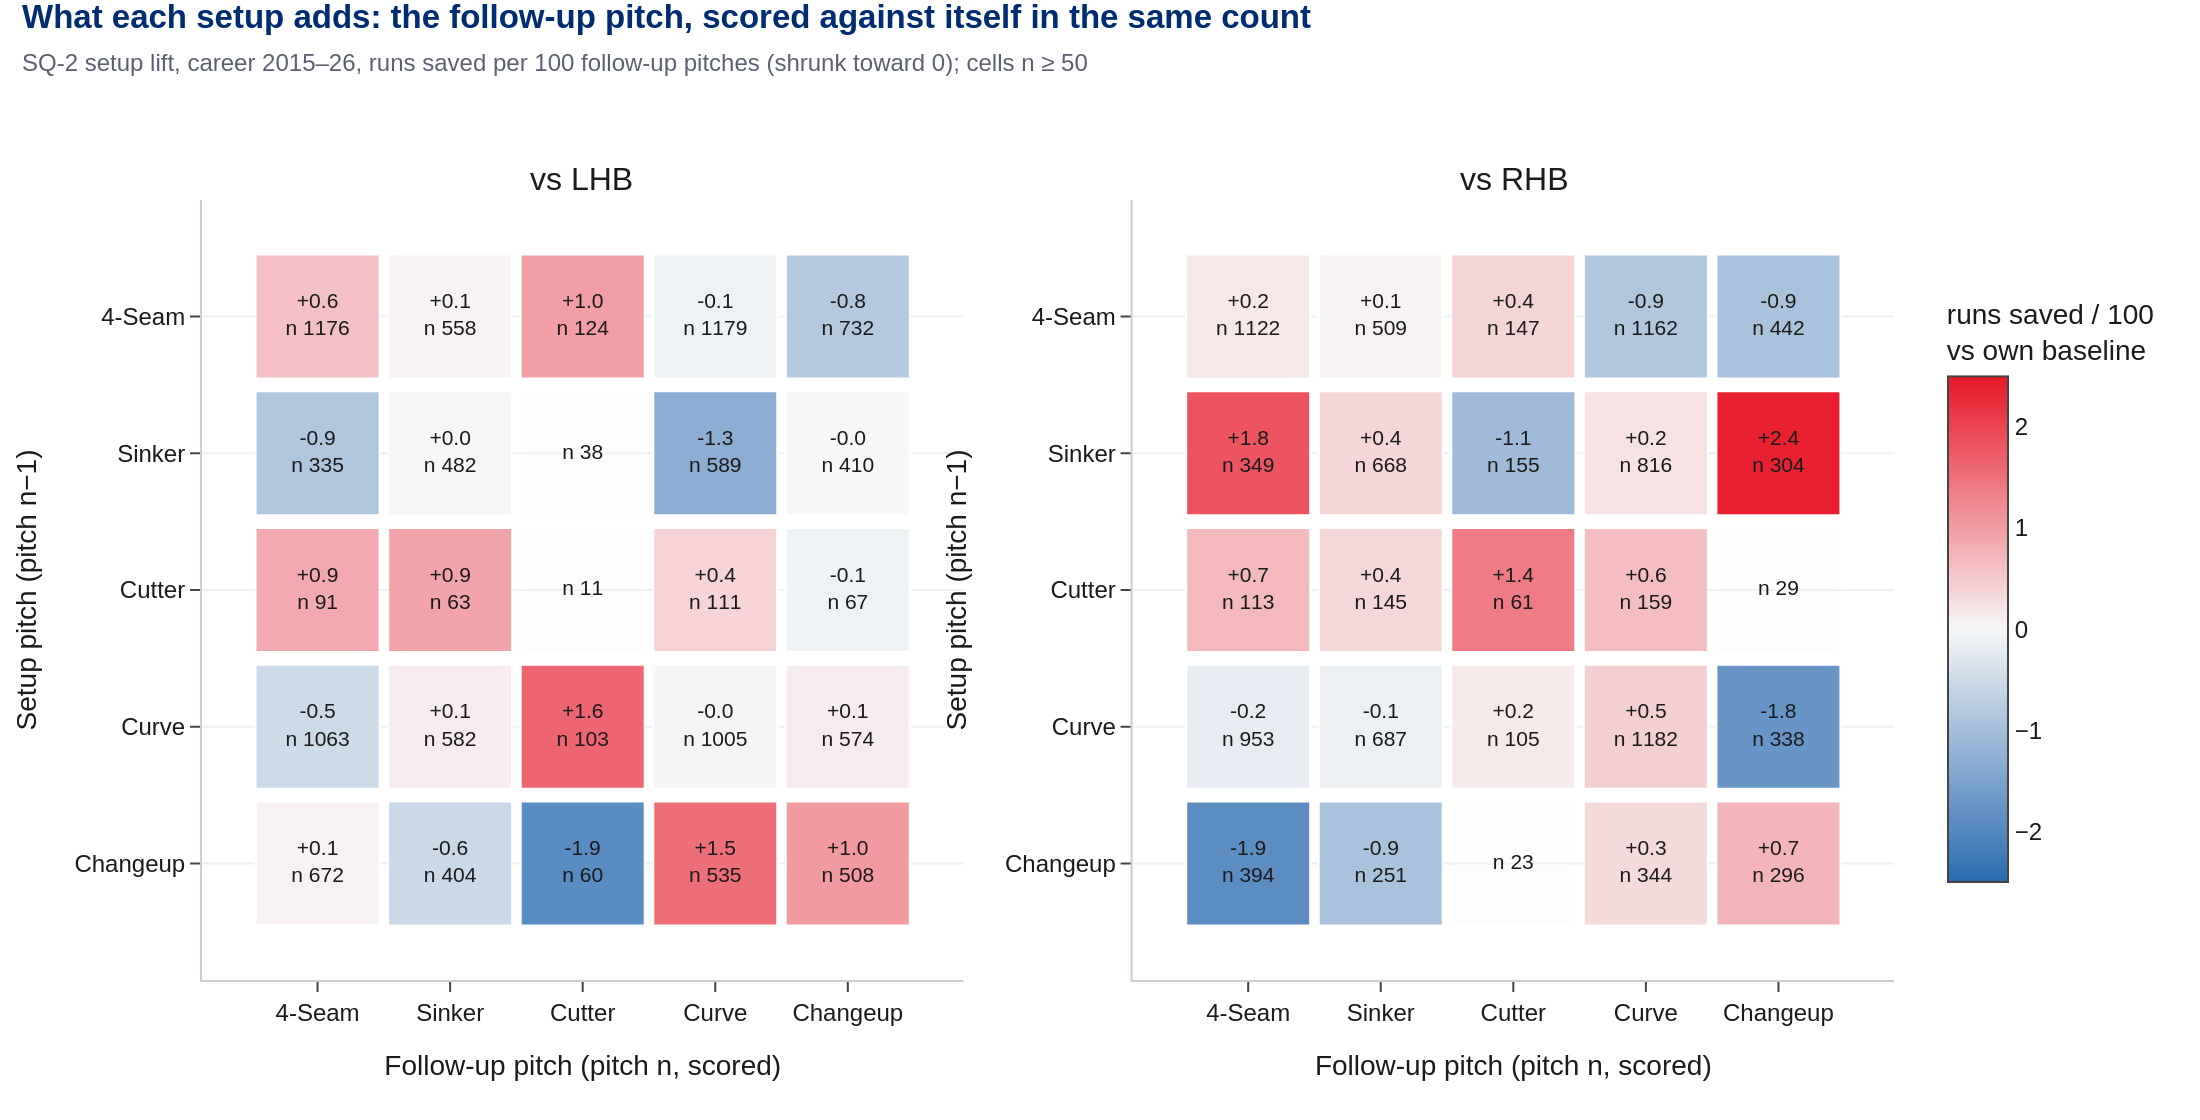 What each setup adds: the follow-up pitch, scored against itself in the same count
SQ-2 setup lift, career 2015–26, runs saved per 100 follow-up pitches (shrunk toward 0); cells n ≥ 50
vs LHB
Setup pitch (pitch n−1)
4-Seam
+0.6 +0.1 +1.0 -0.1 -0.8
n 1176 n 558 n 124 n 1179 n 732
Sinker
-0.9 +0.0 -1.3 -0.0
n 335 n 482 n 38 n 589 n 410
Cutter
+0.9 +0.9 +0.4 -0.1
n 91 n 63 n 11 n 111 n 67
Curve
-0.5 +0.1 +1.6 -0.0 +0.1
n 1063 n 582 n 103 n 1005 n 574
Changeup
+0.1 -0.6 -1.9 +1.5 +1.0
n 672 n 404 n 60 n 535 n 508
4-Seam Sinker Cutter Curve Changeup
Follow-up pitch (pitch n, scored)
vs RHB
Setup pitch (pitch n−1)
4-Seam
+0.2 +0.1 +0.4 -0.9 -0.9
n 1122 n 509 n 147 n 1162 n 442
Sinker
+1.8 +0.4 -1.1 +0.2 +2.4
n 349 n 668 n 155 n 816 n 304
Cutter
+0.7 +0.4 +1.4 +0.6
n 113 n 145 n 61 n 159 n 29
Curve
-0.2 -0.1 +0.2 +0.5 -1.8
n 953 n 687 n 105 n 1182 n 338
Changeup
-1.9 -0.9 +0.3 +0.7
n 394 n 251 n 23 n 344 n 296
4-Seam Sinker Cutter Curve Changeup
Follow-up pitch (pitch n, scored)
runs saved / 100
vs own baseline
2
1
0
−1
−2